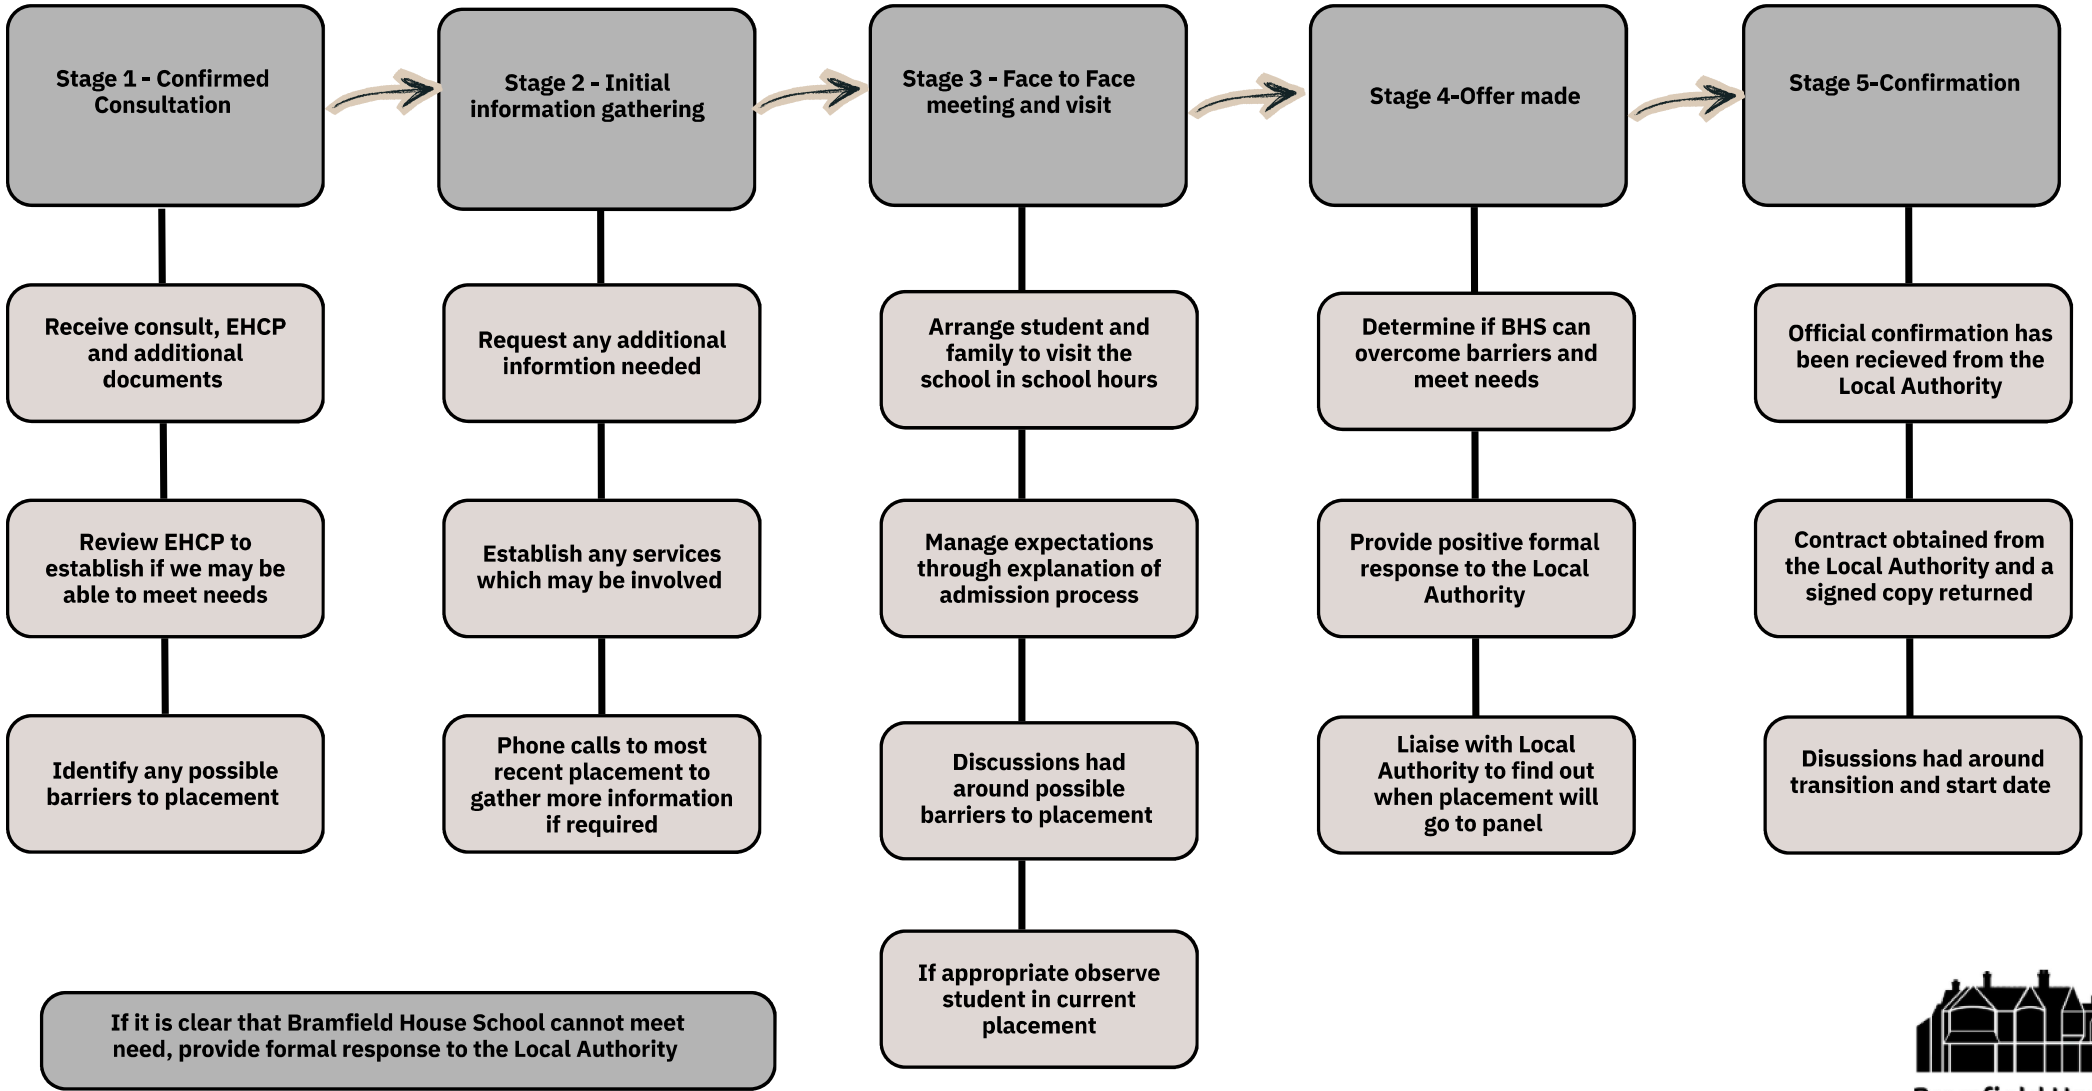 Stage 1 - Confirmed
Consultation
Receive consult, EHCP
and additional
documents
Review EHCP to
establish if we may be
able to meet needs
Identify any possible
barriers to placement
Stage 2 - Initial
information gathering
Request any additional
informtion needed
Establish any services
which may be involved
Phone calls to most
recent placement to
gather more information
if required
Stage 3 - Face to Face
meeting and visit
Arrange student and
family to visit the
school in school hours
Manage expectations
through explanation of
admission process
Discussions had
around possible
barriers to placement
If appropriate observe
student in current
placement
Stage 4-Offer made
Determine if BHS can
overcome barriers and
meet needs
Provide positive formal
response to the Local
Authority
Liaise with Local
Authority to find out
when placement will
go to panel
Stage 5-Confirmation
Official confirmation has
been recieved from the
Local Authority
Contract obtained from
the Local Authority and a
signed copy returned
Disussions had around
transition and start date
If it is clear that Bramfield House School cannot meet
need, provide formal response to the Local Authority